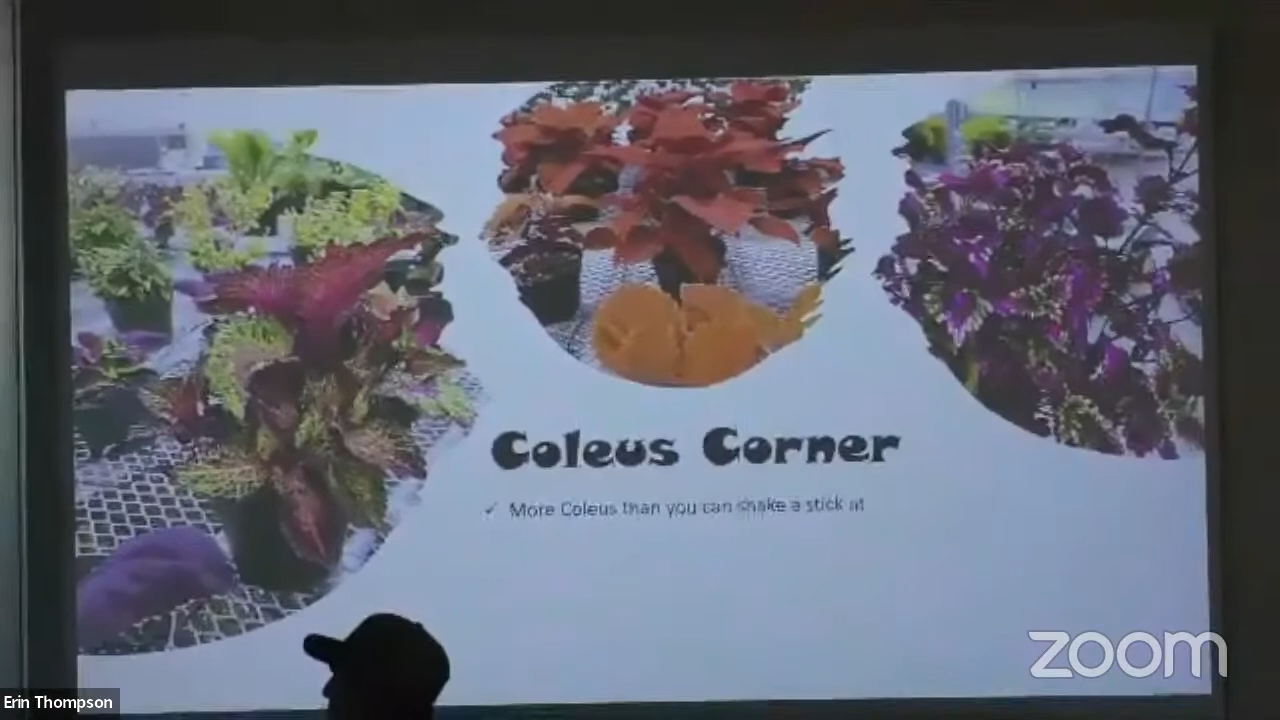 Coleus Corner
✓ More Coleus than you can shake a stick at
zoom
Erin Thompson